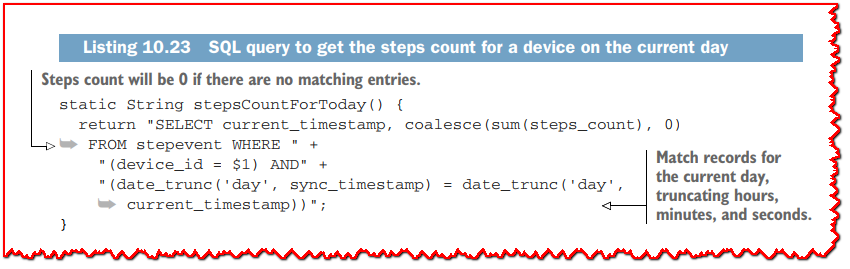 Listing 10.23 SQL query to get the steps count for a device on the current day
Steps count will be 0 if there are no matching entries.
static String stepsCountForToday() {
return "SELECT current_timestamp, coalesce(sum(steps_count), 0)
FROM stepevent WHERE " +
"(device_id = $1) AND" +
"(date_trunc('day', sync_timestamp) = date_trunc('day',
current_timestamp))";
}
Match records for
the current day,
truncating hours,
minutes, and seconds.